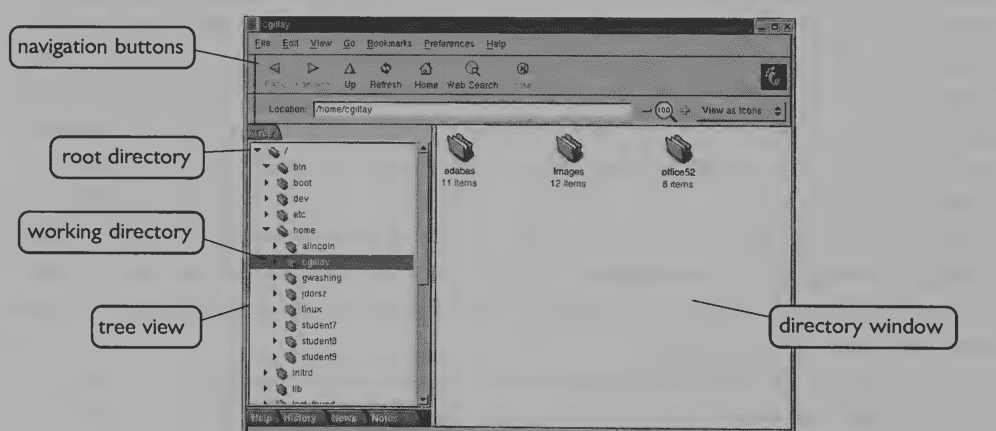 cgillay
navigation buttons
File Edit View Go Bookmarks Preferences Help
Up Refresh Home Web Search
Location: /home/cgillay 100 View as Icons
root directory
/
bin
boot
dev
etc
home
working directory
alincoln
cgillay
gwashing
jdorsz
linux
student7
student8
student9
initrd
lib
tree view
edabas
11 items
Images
12 items
office52
8 items
directory window
Help History News Notes